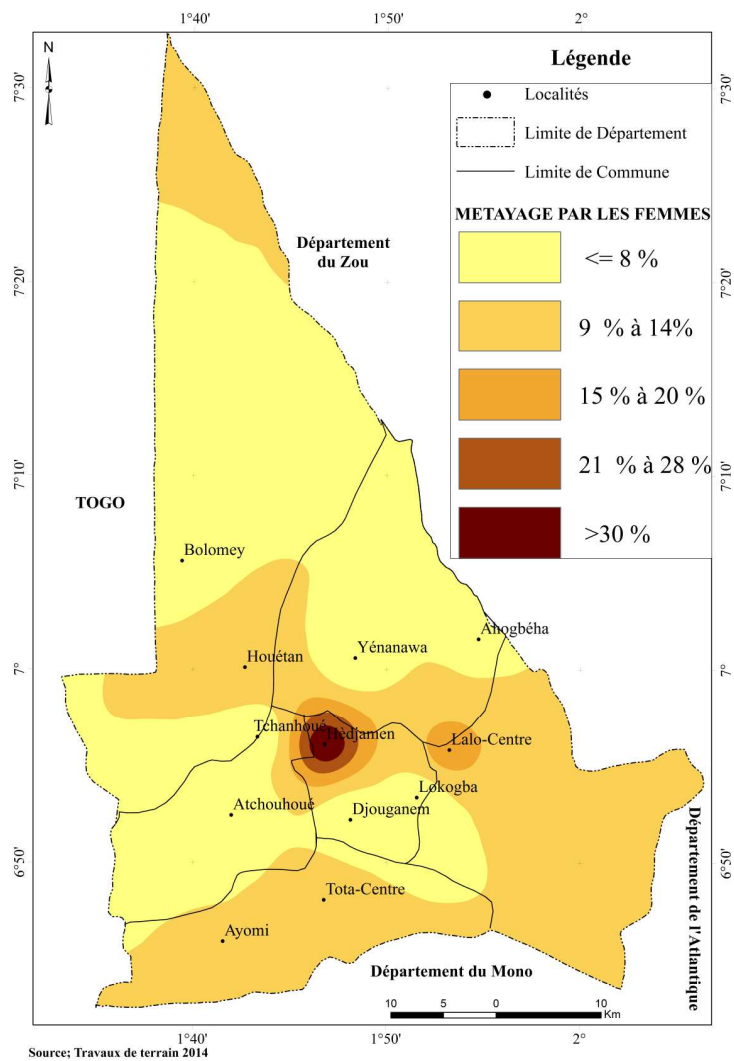 1°40'
1°50'
2°
N
7°30'
7°30'
Légende
Localités
Limite de Département
Limite de Commune
METAYAGE PAR LES FEMMES
<= 8 %
9 % à 14%
15 % à 20 %
21 % à 28 %
>30 %
Département
du Zou
7°20'
7°20'
7°10'
7°10'
TOGO
Bolomey
Ahogbéha
Yénanawa
Houétan
7°
7°
Tchanhoué
Hédjamen
Lalo-Centre
Lokogba
Atchouhoué
Djouganem
6°50'
6°50'
Département de l'Atlantique
Tota-Centre
Ayomi
Département du Mono
10
5
0
10
Km
1°40'
1°50'
2°
Source; Travaux de terrain 2014